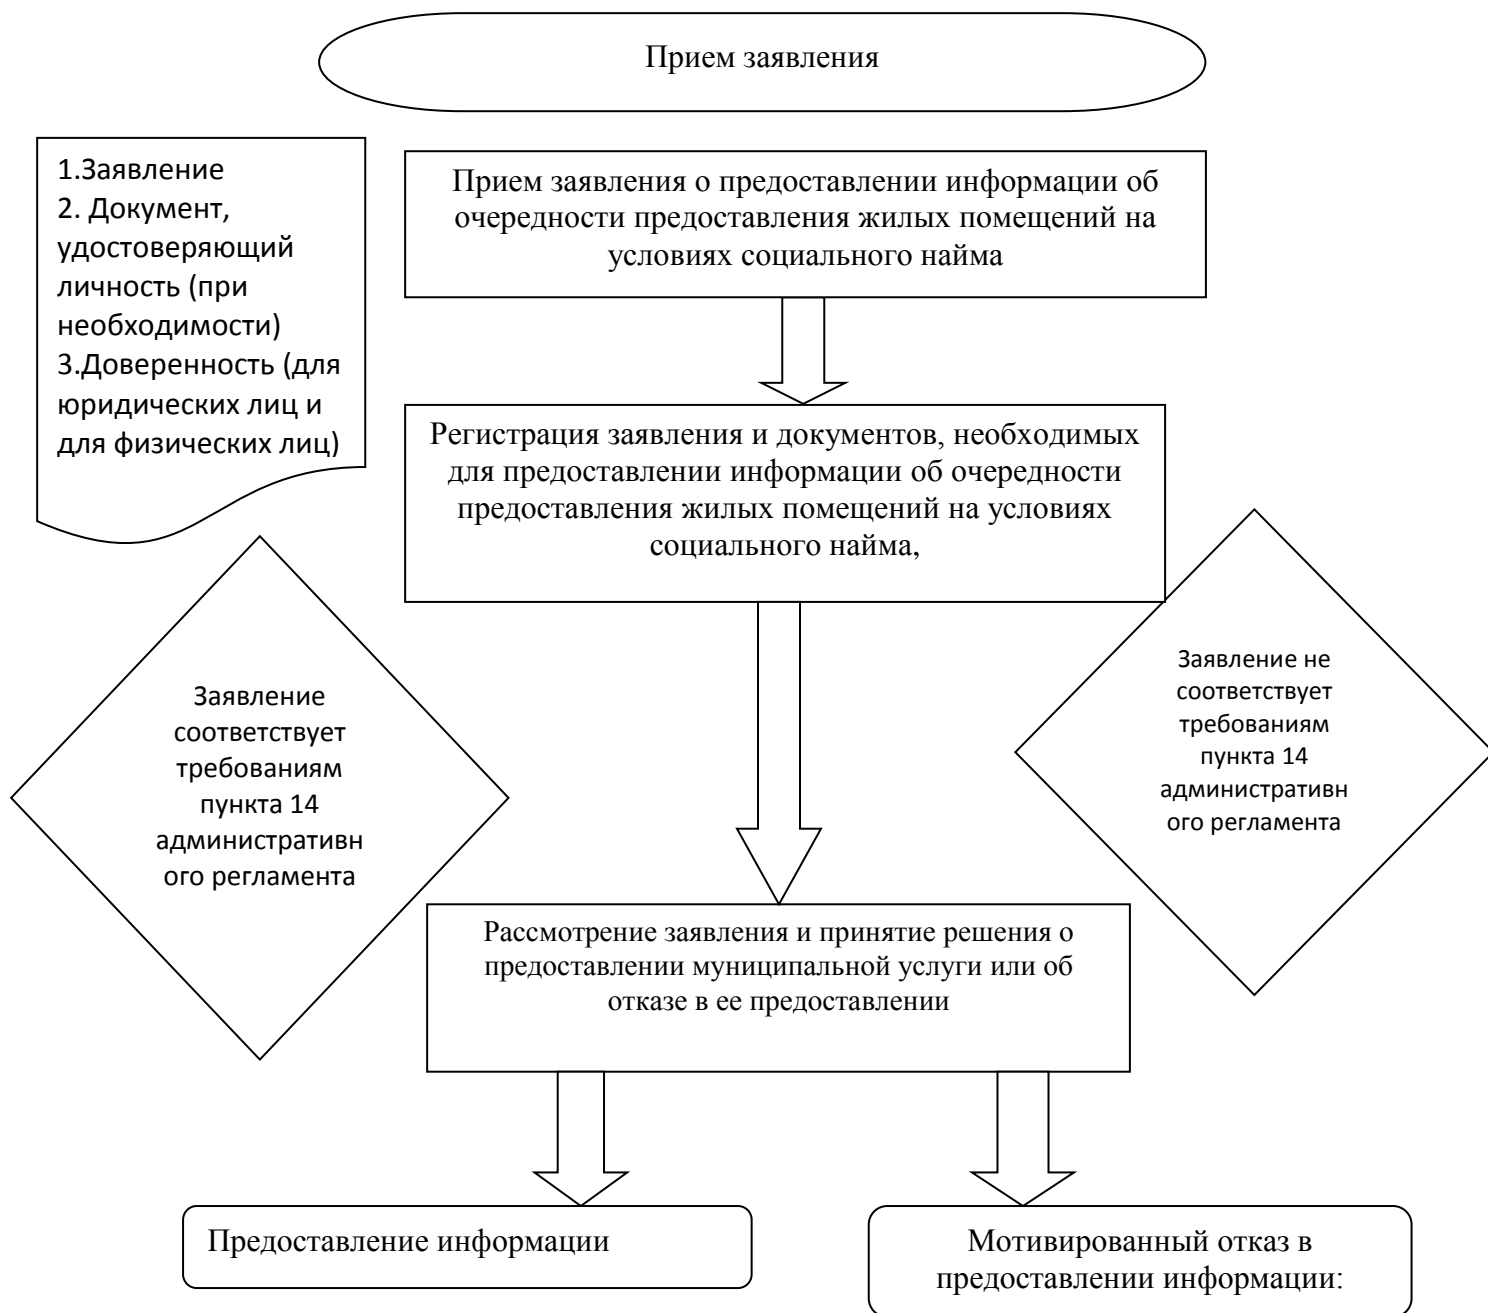 Прием заявления
1.Заявление
2. Документ,
удостоверяющий
личность (при
необходимости)
3.Доверенность (для
юридических лиц и
для физических лиц)
Прием заявления о предоставлении информации об
очередности предоставления жилых помещений на
условиях социального найма
Регистрация заявления и документов, необходимых
для предоставлении информации об очередности
предоставления жилых помещений на условиях
социального найма,
Заявление
соответствует
требованиям
пункта 14
административн
ого регламента
Заявление не
соответствует
требованиям
пункта 14
административн
ого регламента
Рассмотрение заявления и принятие решения о
предоставлении муниципальной услуги или об
отказе в ее предоставлении
Предоставление информации
Мотивированный отказ в
предоставлении информации: